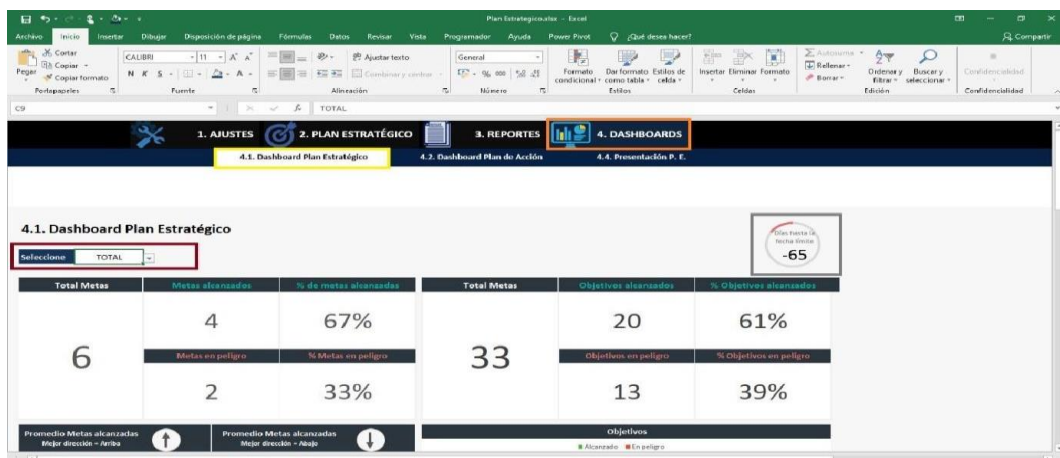 Plan Estrategico.xlsx - Excel
Archivo Inicio Insertar Dibujar Disposición de página Fórmulas Datos Revisar Vista Programador Ayuda Power Pivot ¿Qué desea hacer? Compartir
Pegar
Cortar
Copiar
Copiar formato
Portapapeles
CALIBRI 11
N K S
Fuente
Ajustar texto
Combinar y centrar
Alineación
General
% 000
Número
Formato condicional
Dar formato como tabla
Estilos de celda
Estilos
Insertar Eliminar Formato
Celdas
Autosuma
Rellenar
Borrar
Ordenar y filtrar
Buscar y seleccionar
Edición
Confidencialidad
Confidencialidad
C9 fx TOTAL
1. AJUSTES 2. PLAN ESTRATÉGICO 3. REPORTES 4. DASHBOARDS
4.1. Dashboard Plan Estratégico 4.2. Dashboard Plan de Acción 4.4. Presentación P. E.
4.1. Dashboard Plan Estratégico
Días hasta la
fecha límite
-65
Seleccione TOTAL
Total Metas Metas alcanzados % de metas alcanzadas Total Metas Objetivos alcanzados % Objetivos alcanzados
4 67% 20 61%
6 33
Metas en peligro % Metas en peligro Objetivos en peligro % Objetivos en peligro
2 33% 13 39%
Promedio Metas alcanzadas
Mejor dirección - Arriba
Promedio Metas alcanzadas
Mejor dirección - Abajo
Objetivos
Alcanzado En peligro